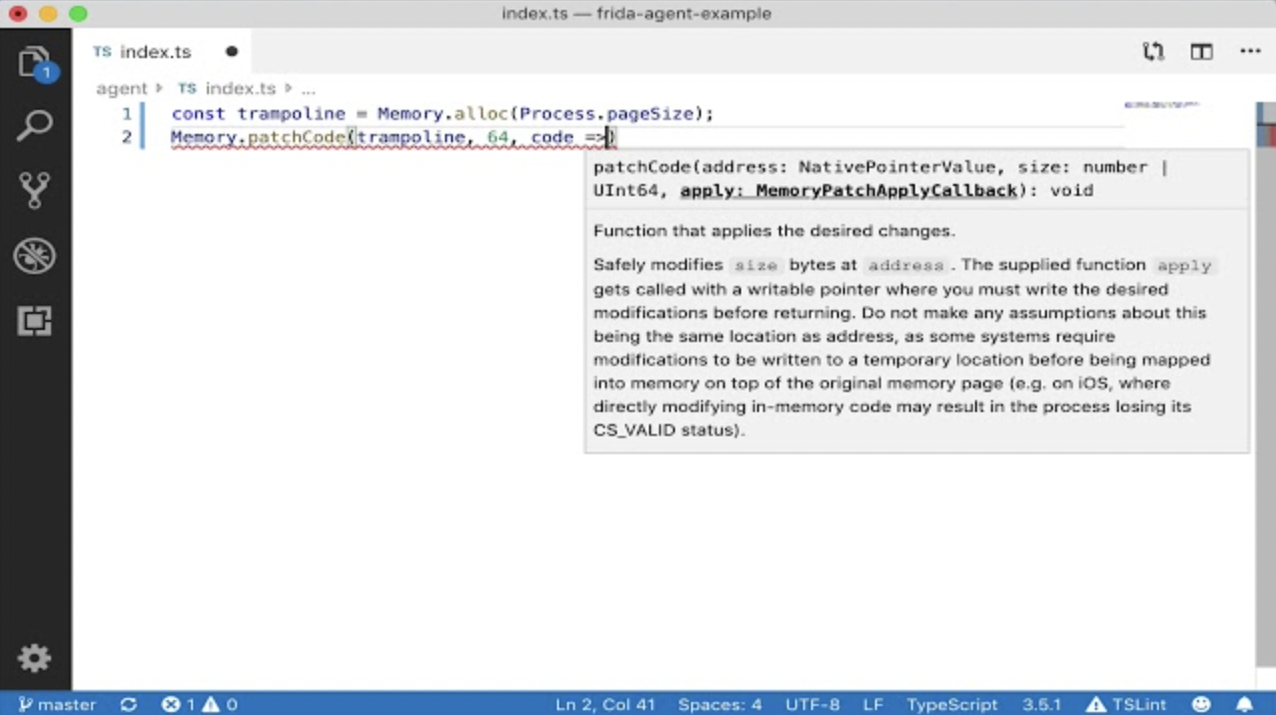 index.ts — frida-agent-example
TS index.ts
1
agent TS index.ts ...
1 const trampoline = Memory.alloc(Process.pageSize);
2 Memory.patchCode(trampoline, 64, code =>)
patchCode(address: NativePointerValue, size: number |
UInt64, apply: MemoryPatchApplyCallback): void
Function that applies the desired changes.
Safely modifies size bytes at address. The supplied function apply
gets called with a writable pointer where you must write the desired
modifications before returning. Do not make any assumptions about this
being the same location as address, as some systems require
modifications to be written to a temporary location before being mapped
into memory on top of the original memory page (e.g. on iOS, where
directly modifying in-memory code may result in the process losing its
CS_VALID status).
master 1 0 Ln 2, Col 41 Spaces: 4 UTF-8 LF TypeScript 3.5.1 TSLint